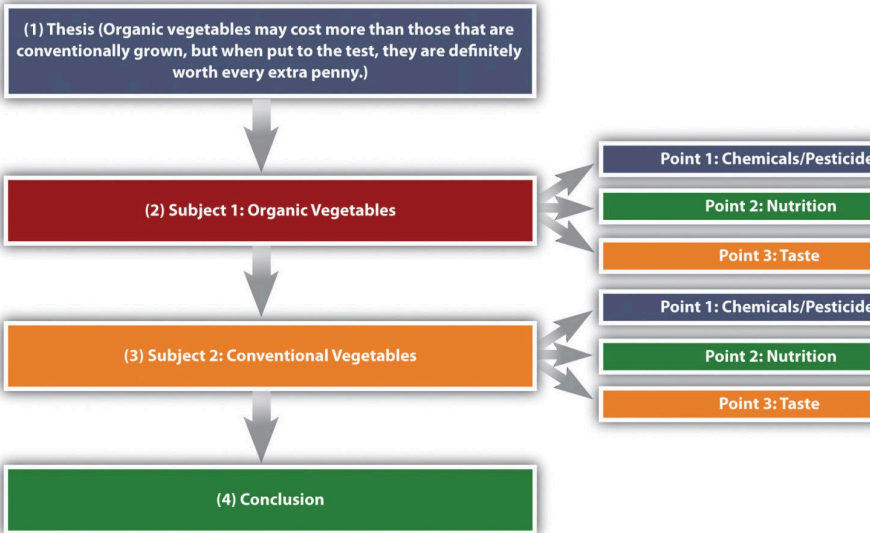 (1) Thesis (Organic vegetables may cost more than those that are
conventionally grown, but when put to the test, they are definitely
worth every extra penny.)
(2) Subject 1: Organic Vegetables
Point 1: Chemicals/Pesticide
Point 2: Nutrition
Point 3: Taste
(3) Subject 2: Conventional Vegetables
Point 1: Chemicals/Pesticide
Point 2: Nutrition
Point 3: Taste
(4) Conclusion